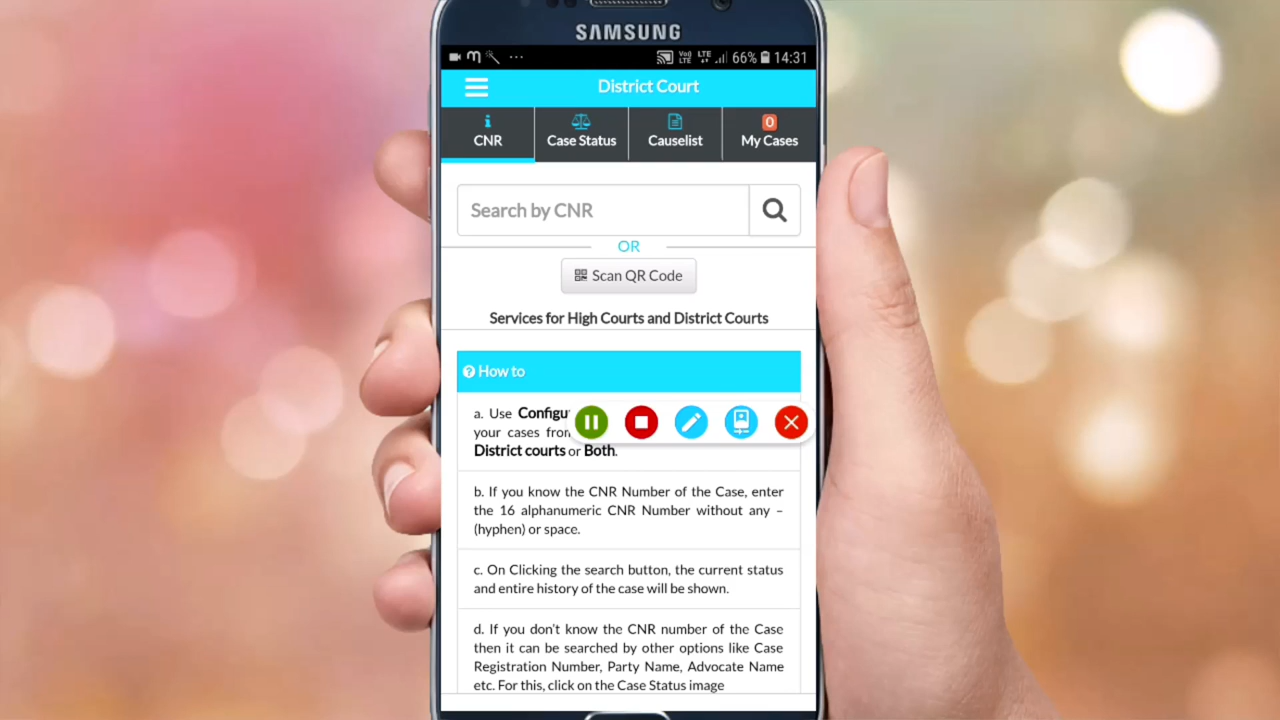 SAMSUNG
VoD LTE LTE 66% 14:31
District Court
CNR
Case Status
Causelist
0
My Cases
Search by CNR
OR
Scan QR Code
Services for High Courts and District Courts
How to
a. Use
your cases
District courts or Both.
b. If you know the CNR Number of the Case, enter
the 16 alphanumeric CNR Number without any –
(hyphen) or space.
c. On Clicking the search button, the current status
and entire history of the case will be shown.
d. If you don't know the CNR number of the Case
then it can be searched by other options like Case
Registration Number, Party Name, Advocate Name
etc. For this, click on the Case Status image